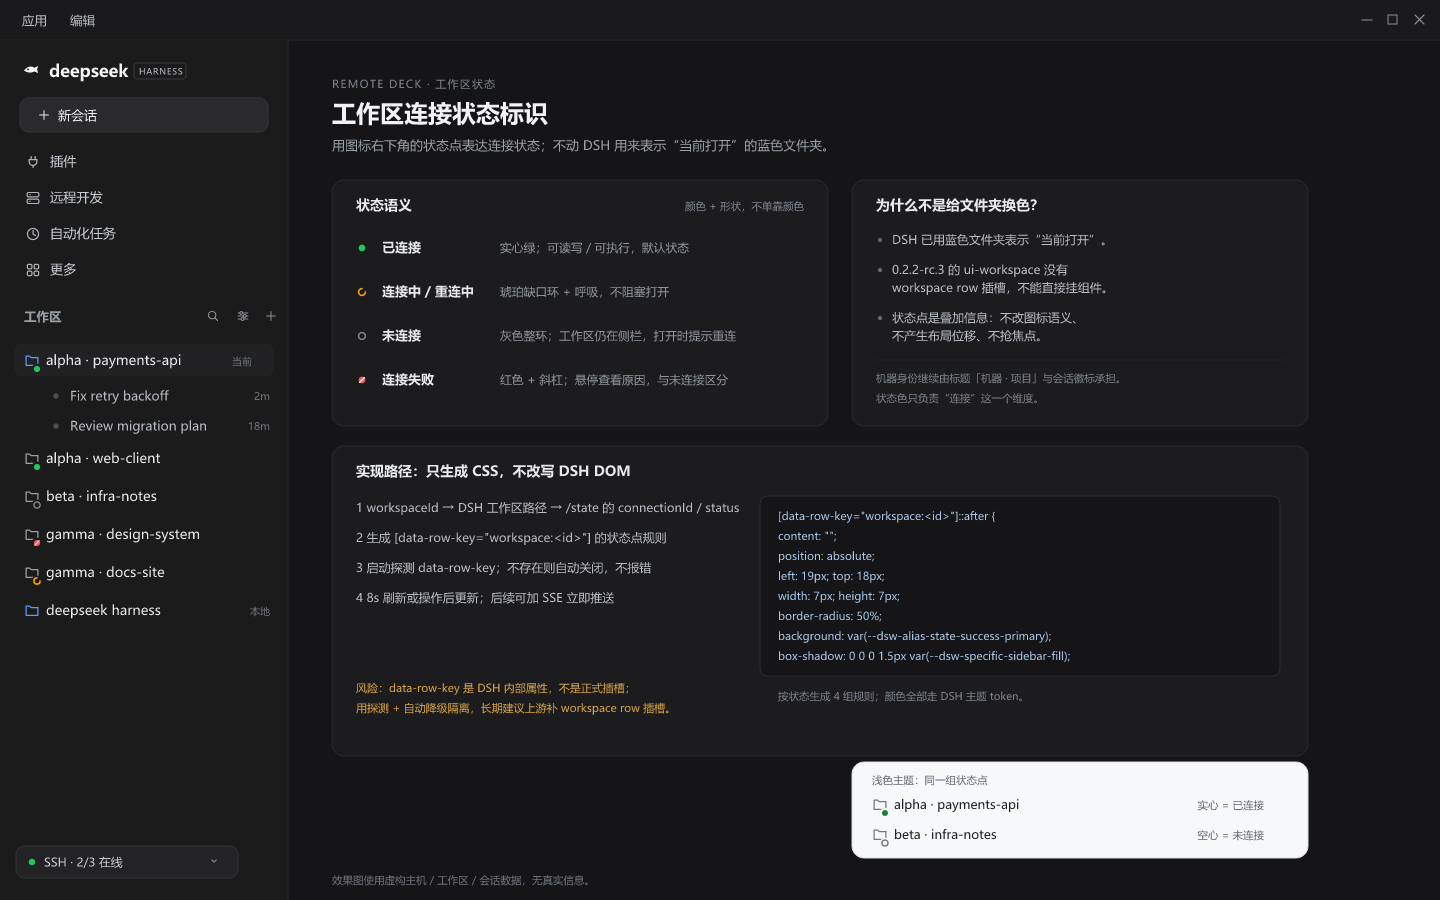 应用 编辑
deepseek HARNESS
新会话
插件
远程开发
自动化任务
更多
工作区
alpha · payments-api 当前
Fix retry backoff 2m
Review migration plan 18m
alpha · web-client
beta · infra-notes
gamma · design-system
gamma · docs-site
deepseek harness 本地
SSH · 2/3 在线
REMOTE DECK · 工作区状态
工作区连接状态标识
用图标右下角的状态点表达连接状态；不动 DSH 用来表示“当前打开”的蓝色文件夹。
状态语义 颜色 + 形状，不单靠颜色
已连接 实心绿；可读写 / 可执行，默认状态
连接中 / 重连中 琥珀缺口环 + 呼吸，不阻塞打开
未连接 灰色整环；工作区仍在侧栏，打开时提示重连
连接失败 红色 + 斜杠；悬停查看原因，与未连接区分
为什么不是给文件夹换色？
DSH 已用蓝色文件夹表示“当前打开”。
0.2.2-rc.3 的 ui-workspace 没有
workspace row 插槽，不能直接挂组件。
状态点是叠加信息：不改图标语义、
不产生布局位移、不抢焦点。
机器身份继续由标题「机器 · 项目」与会话徽标承担。
状态色只负责“连接”这一个维度。
实现路径：只生成 CSS，不改写 DSH DOM
1 workspaceId → DSH 工作区路径 → /state 的 connectionId / status
2 生成 [data-row-key="workspace:<id>"] 的状态点规则
3 启动探测 data-row-key；不存在则自动关闭，不报错
4 8s 刷新或操作后更新；后续可加 SSE 立即推送
风险：data-row-key 是 DSH 内部属性，不是正式插槽；
用探测 + 自动降级隔离，长期建议上游补 workspace row 插槽。
[data-row-key="workspace:<id>"]::after {
content: "";
position: absolute;
left: 19px; top: 18px;
width: 7px; height: 7px;
border-radius: 50%;
background: var(--dsw-alias-state-success-primary);
box-shadow: 0 0 0 1.5px var(--dsw-specific-sidebar-fill);
按状态生成 4 组规则；颜色全部走 DSH 主题 token。
浅色主题：同一组状态点
alpha · payments-api 实心 = 已连接
beta · infra-notes 空心 = 未连接
效果图使用虚构主机 / 工作区 / 会话数据，无真实信息。